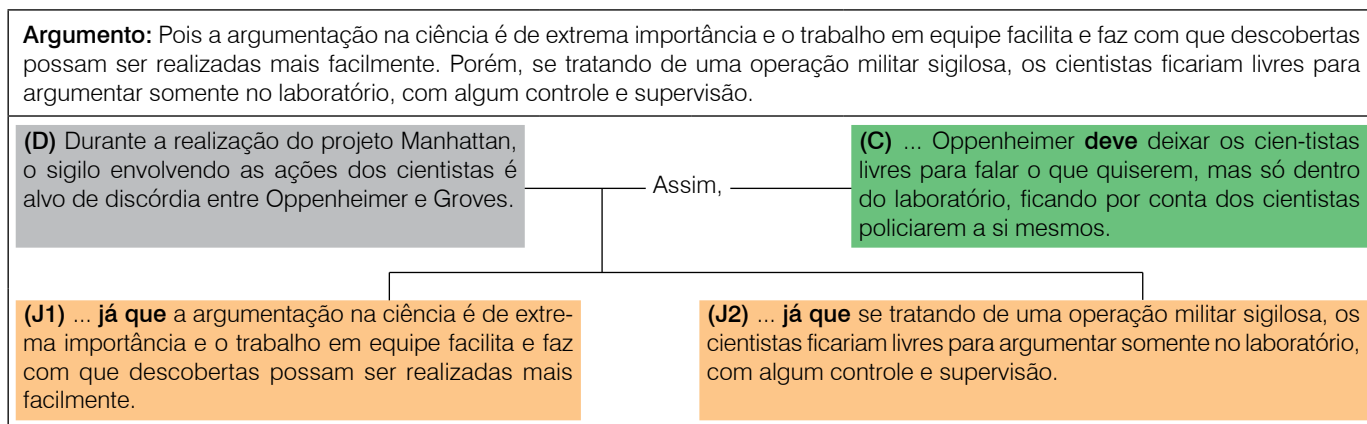 Argumento: Pois a argumentação na ciência é de extrema importância e o trabalho em equipe facilita e faz com que descobertas
possam ser realizadas mais facilmente. Porém, se tratando de uma operação militar sigilosa, os cientistas ficariam livres para
argumentar somente no laboratório, com algum controle e supervisão.
(D) Durante a realização do projeto Manhattan,
o sigilo envolvendo as ações dos cientistas é
alvo de discórdia entre Oppenheimer e Groves.
Assim,
(C) ... Oppenheimer deve deixar os cien-tistas
livres para falar o que quiserem, mas só dentro
do laboratório, ficando por conta dos cientistas
policiarem a si mesmos.
(J1) ... já que a argumentação na ciência é de extre-
ma importância e o trabalho em equipe facilita e faz
com que descobertas possam ser realizadas mais
facilmente.
(J2) ... já que se tratando de uma operação militar sigilosa, os
cientistas ficariam livres para argumentar somente no laboratório,
com algum controle e supervisão.